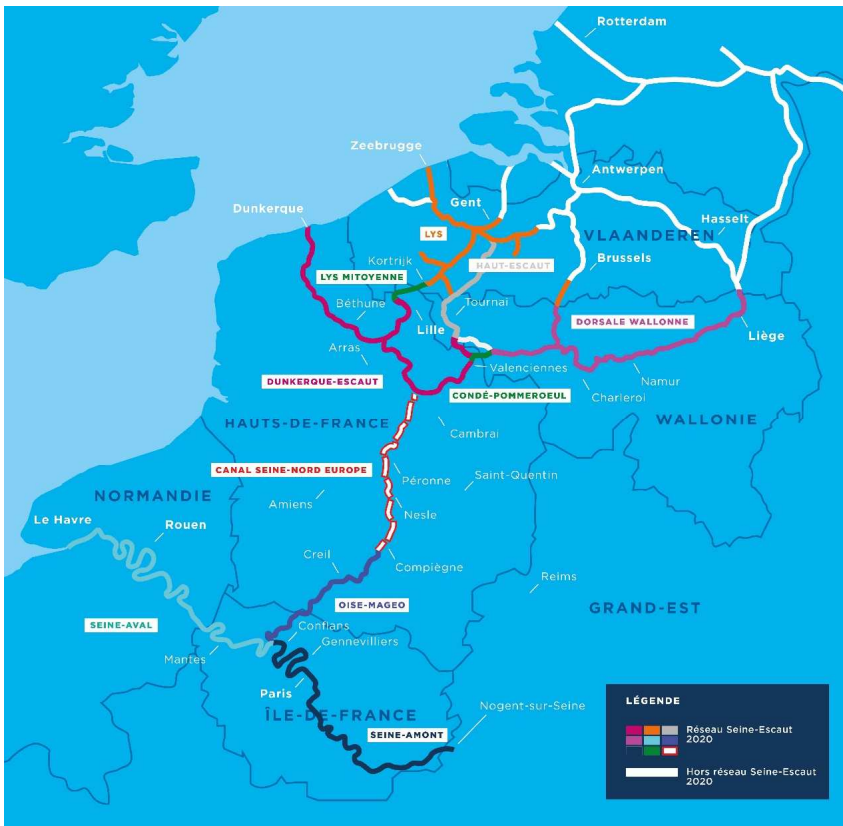 Rotterdam
Zeebrugge
Antwerpen
Gent
Dunkerque
Hasselt
LYS
VLAANDEREN
Kortrijk
HAUT-ESCAUT
Brussels
LYS MITOYENNE
Béthune
Tournai
DORSALE WALLONNE
Lille
Liège
Arras
Valenciennes
DUNKERQUE-ESCAUT
Namur
CONDÉ-POMMEROEUL
Charleroi
HAUTS-DE-FRANCE
WALLONIE
Cambrai
CANAL SEINE-NORD EUROPE
Saint-Quentin
Péronne
NORMANDIE
Amiens
Nesle
Le Havre
Rouen
Creil
Compiègne
Reims
OISE-MAGEO
GRAND-EST
SEINE-AVAL
Conflans
Gennevilliers
Mantes
Paris
Nogent-sur-Seine
ÎLE-DE-FRANCE
SEINE-AMONT
LÉGENDE
Réseau Seine-Escaut
2020
Hors réseau Seine-Escaut
2020